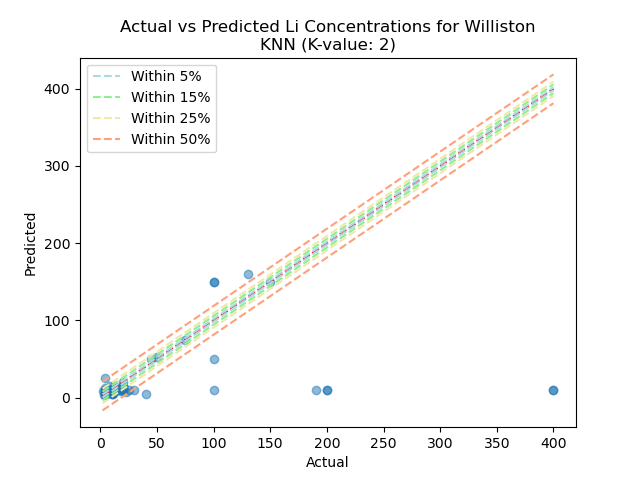 Actual vs Predicted Li Concentrations for Williston
KNN (K-value: 2)
Within 5%
Within 15%
Within 25%
Within 50%
400
300
200
100
0
Predicted
0 50 100 150 200 250 300 350 400
Actual